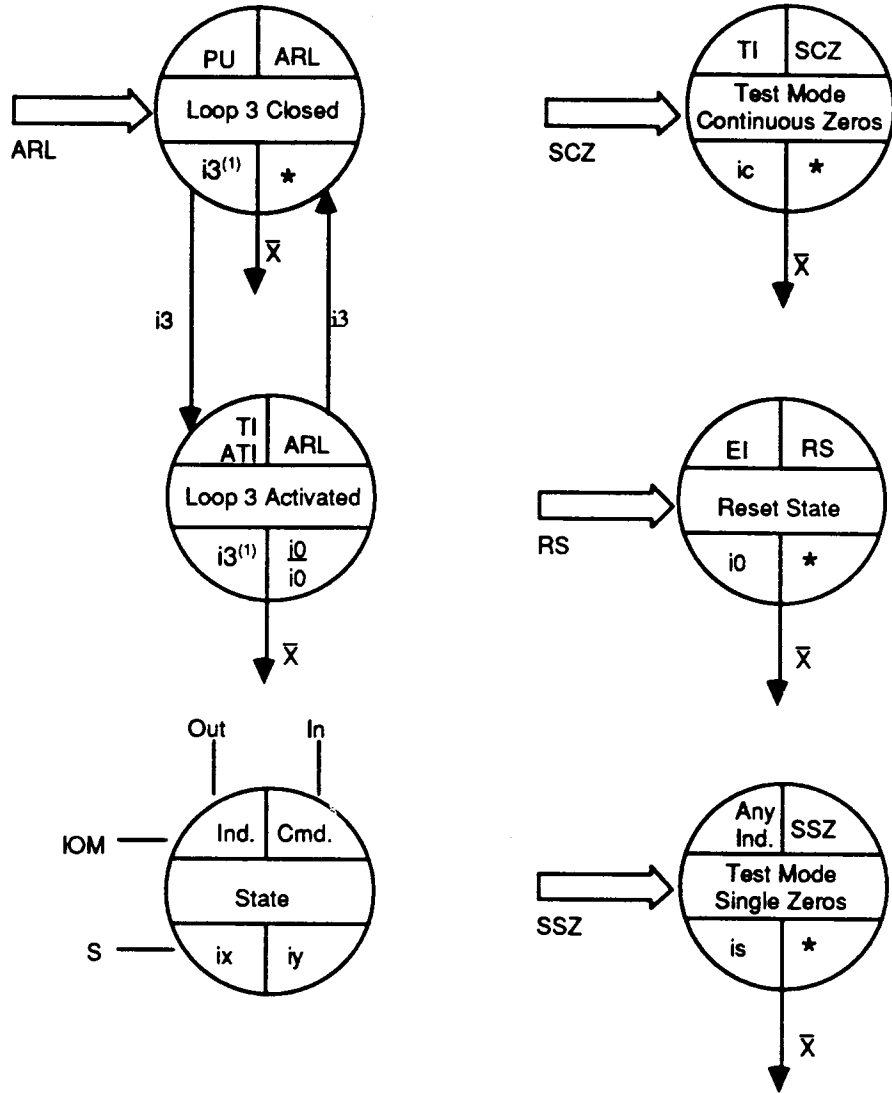 PU ARL
Loop 3 Closed
i3(1) *
ARL
X̅
i3
i3
TI
ATI
ARL
Loop 3 Activated
i3(1)
i0
i0
X̅
Out In
IOM
Ind. Cmd.
State
S
ix iy
TI SCZ
Test Mode
Continuous Zeros
SCZ
ic *
X̅
EI RS
Reset State
RS
i0 *
X̅
Any
Ind.
SSZ
Test Mode
Single Zeros
SSZ
is *
X̅